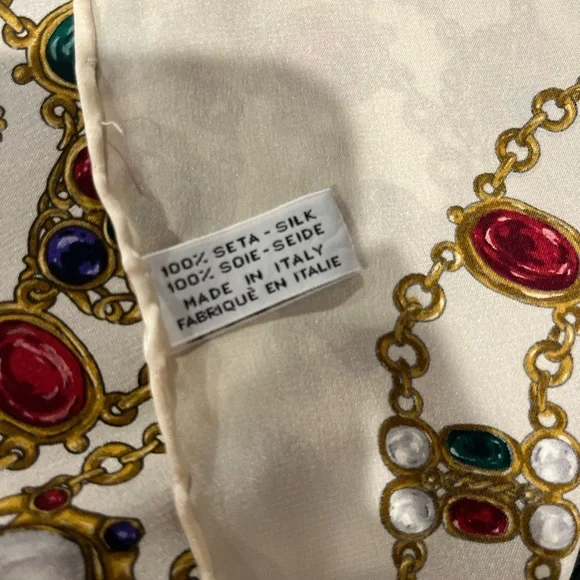 100% SETA - SILK
100% SOIE - SEIDE
MADE IN ITALY
FABRIQUÈ EN ITALIE